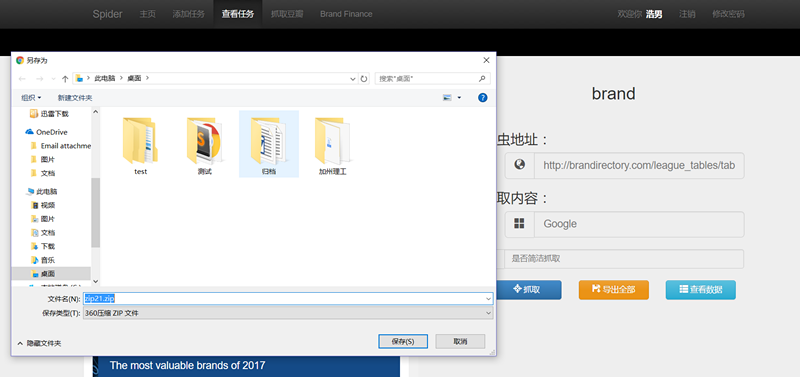 Spider 主页 添加任务 查看任务 抓取豆瓣 Brand Finance 欢迎你 浩男 注销 修改密码
另存为
此电脑 桌面 搜索"桌面"
组织 新建文件夹
迅雷下载
OneDrive
Email attachme
图片
文档
此电脑
视频
图片
文档
下载
音乐
桌面
test 测试 归档 加州理工
文件名(N): zip21.zip
保存类型(T): 360压缩 ZIP 文件
隐藏文件夹 保存(S) 取消
brand
虫地址：
http://brandirectory.com/league_tables/tab
取内容：
Google
是否简洁抓取
抓取 导出全部 查看数据
The most valuable brands of 2017